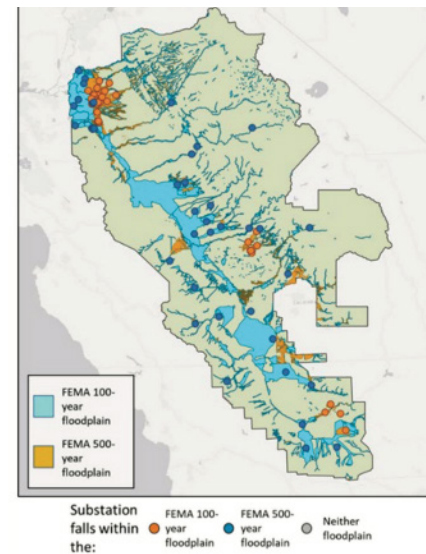 FEMA 100-
year
floodplain
FEMA 500-
year
floodplain
Substation
falls within
the:
FEMA 100-
year
floodplain
FEMA 500-
year
floodplain
Neither
floodplain